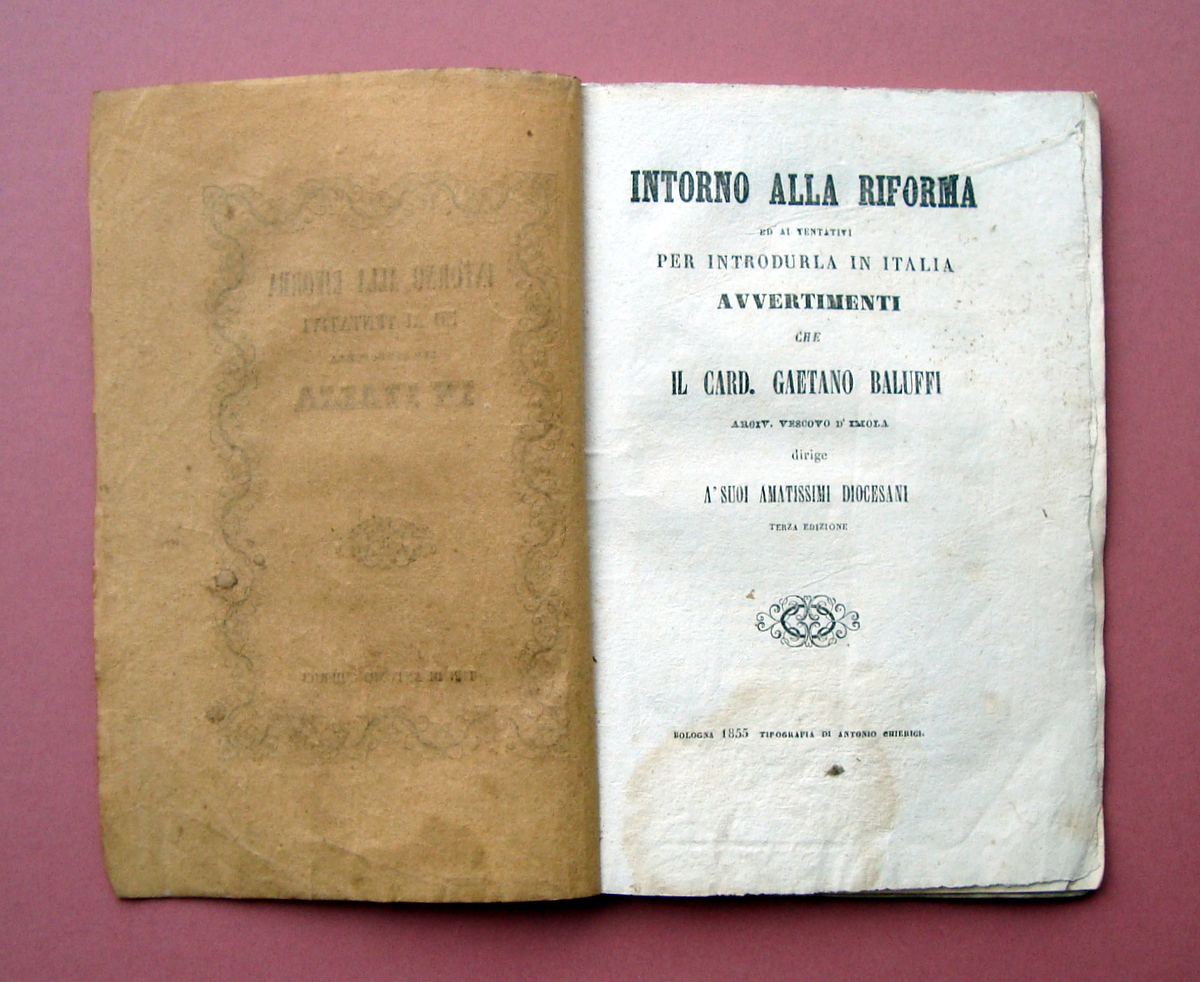 INTORNO ALLA RIFORMA
ED AI TENTATIVI
PER INTRODURLA IN ITALIA
AVVERTIMENTI
CHE
IL CARD. GAETANO BALUFFI
ARCIV. VESCOVO D' IMOLA
dirige
A' SUOI AMATISSIMI DIOCESANI
TERZA EDIZIONE
BOLOGNA 1855 TIPOGRAFIA DI ANTONIO CHIERICI.